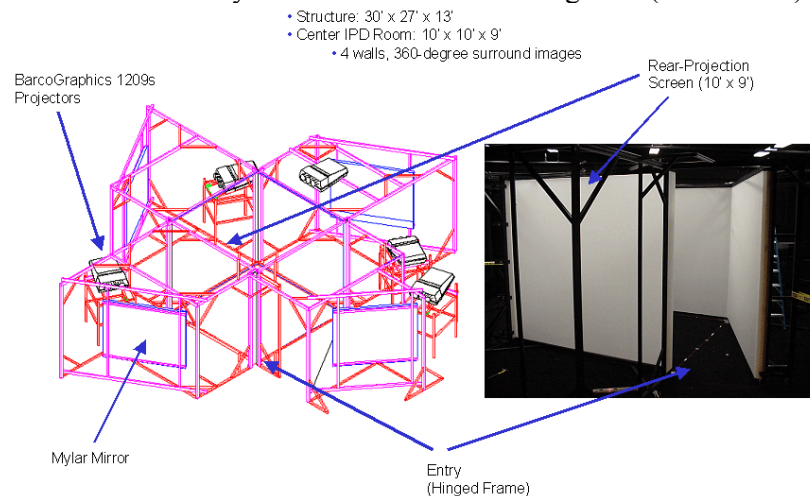 • Structure: 30' x 27' x 13'
• Center IPD Room: 10' x 10' x 9'
• 4 walls, 360-degree surround images
BarcoGraphics 1209s
Projectors
Rear-Projection
Screen (10' x 9')
Mylar Mirror
Entry
(Hinged Frame)